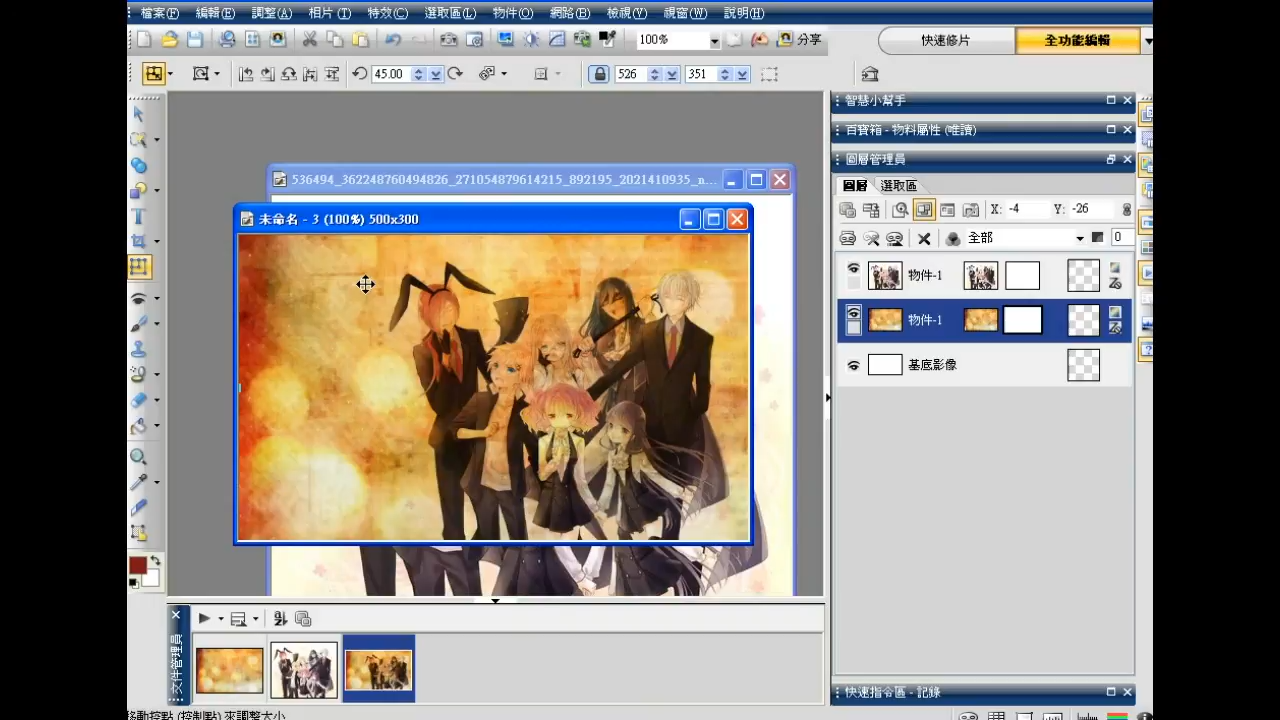 檔案(F) 編輯(E) 調整(A) 相片 (I) 特效(C) 選取區(L) 物件(O) 網路(B) 檢視(V) 視窗(W) 說明(H)
100% 分享 快速修片 全功能編輯
45.00 526 351
智慧小幫手
百寶箱 - 物料屬性 (唯讀)
圖層管理員
圖層 選取區
X: -4 Y: -26
全部 0
物件-1
物件-1
基底影像
536494_362248760494826_271054879614215_892195_2021410935_n...
未命名 - 3 (100%) 500x300
文件管理員
快速指令區 - 記錄
移動控點 (控制點) 來調整大小